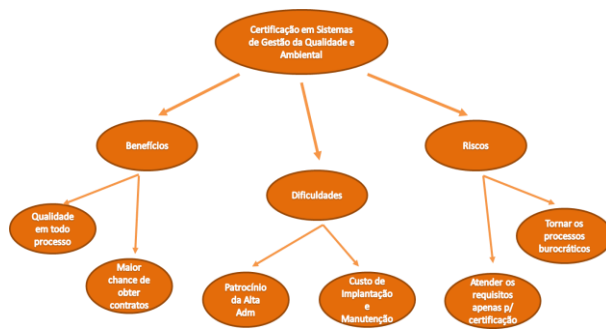 Certificação em Sistemas
de Gestão da Qualidade e
Ambiental
Benefícios
Riscos
Dificuldades
Qualidade
em todo
processo
Tornar os
processos
burocráticos
Maior
chance de
obter
contratos
Patrocínio
da Alta
Adm
Custo de
Implantação
e
Manutenção
Atender os
requisitos
apenas p/
certificação